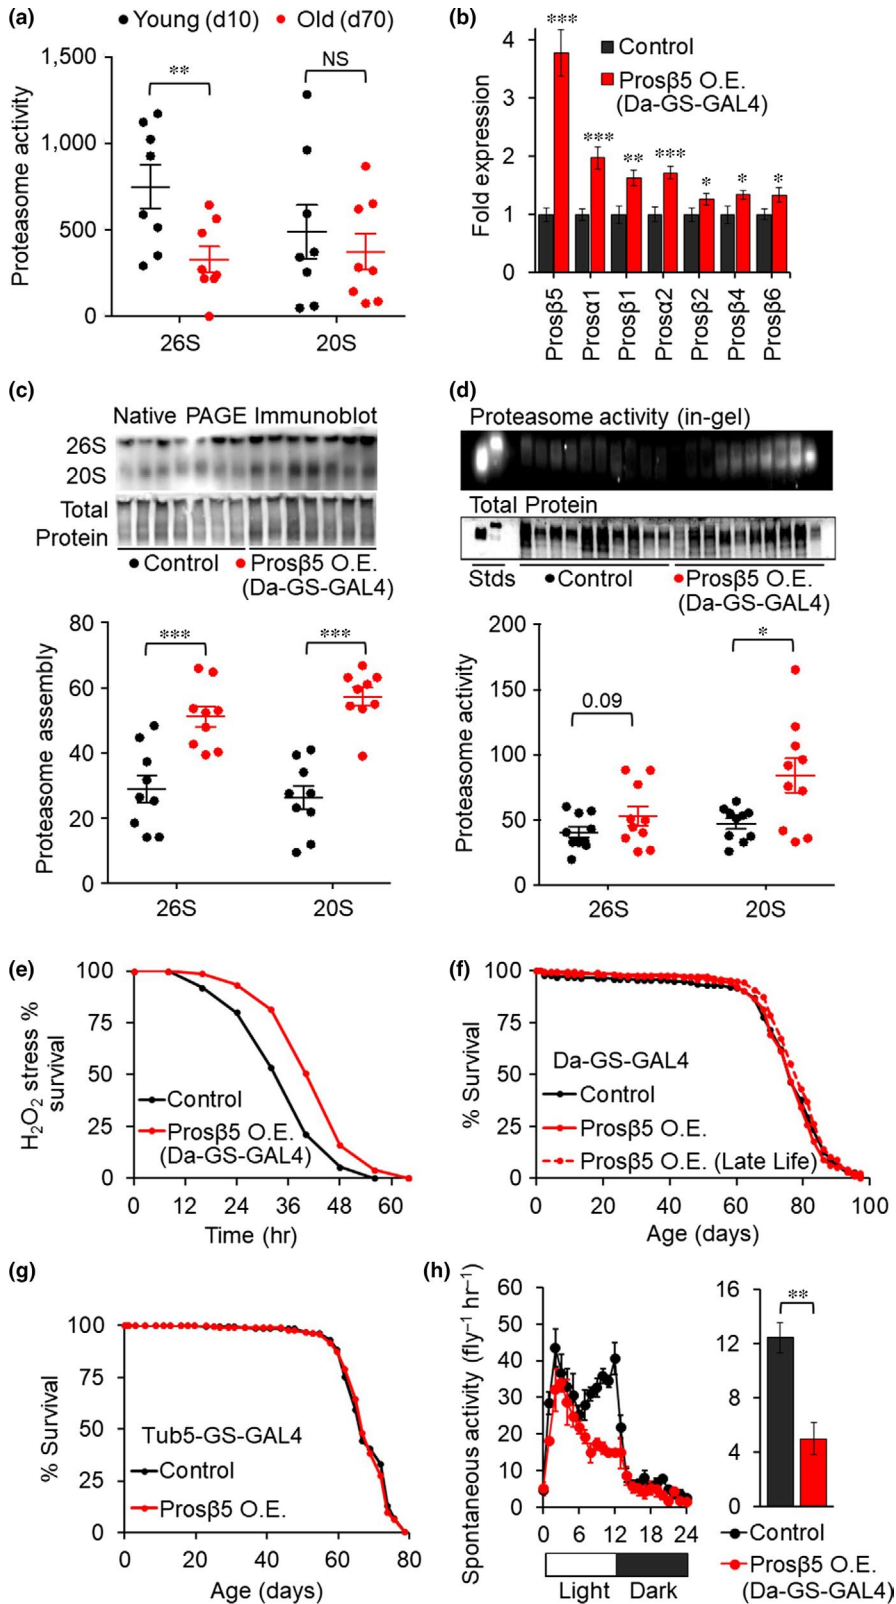 (a)
Young (d10) Old (d70)
Proteasome activity
1,500
1,000
500
0
** NS
26S 20S
(b)
Control
Prosβ5 O.E.
(Da-GS-GAL4)
Fold expression
4
3
2
1
0
*** *** ** *** * * *
Prosβ5 Prosα1 Prosβ1 Prosα2 Prosβ2 Prosβ4 Prosβ6
(c)
Native PAGE Immunoblot
26S
20S
Total
Protein
Control Prosβ5 O.E.
(Da-GS-GAL4)
Proteasome assembly
80
60
40
20
0
*** ***
26S 20S
(d)
Proteasome activity (in-gel)
Total Protein
Stds Control Prosβ5 O.E.
(Da-GS-GAL4)
Proteasome activity
200
150
100
50
0
0.09 *
26S 20S
(e)
H₂O₂ stress %
survival
100
75
50
25
0
Control
Prosβ5 O.E.
(Da-GS-GAL4)
0 12 24 36 48 60
Time (hr)
(f)
% Survival
100
75
50
25
0
Da-GS-GAL4
Control
Prosβ5 O.E.
Prosβ5 O.E. (Late Life)
0 20 40 60 80 100
Age (days)
(g)
% Survival
100
75
50
25
0
Tub5-GS-GAL4
Control
Prosβ5 O.E.
0 20 40 60 80
Age (days)
(h)
Spontaneous activity (fly⁻¹ hr⁻¹)
60
50
40
30
20
10
0
0 6 12 18 24
Light Dark
16
12
8
4
0
**
Control
Prosβ5 O.E.
(Da-GS-GAL4)